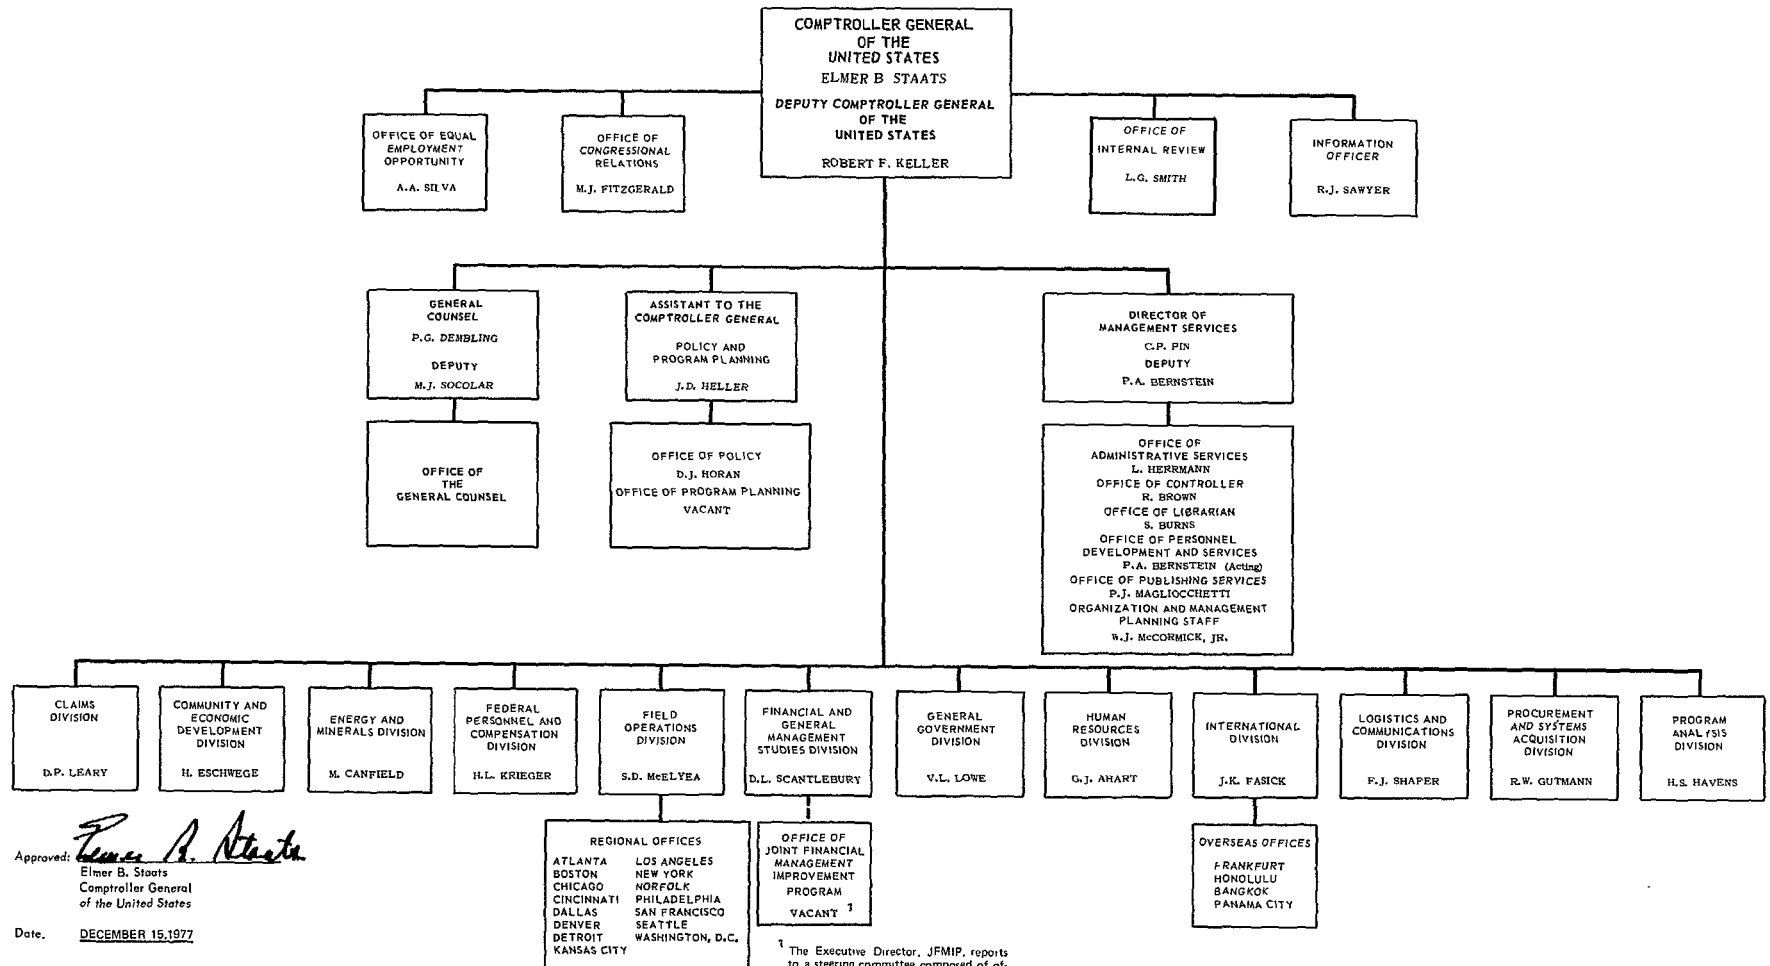 COMPTROLLER GENERAL
OF THE
UNITED STATES
ELMER B STAATS
DEPUTY COMPTROLLER GENERAL
OF THE
UNITED STATES
ROBERT F. KELLER
OFFICE OF EQUAL
EMPLOYMENT
OPPORTUNITY
A.A. SILVA
OFFICE OF
CONGRESSIONAL
RELATIONS
M.J. FITZGERALD
OFFICE OF
INTERNAL REVIEW
L.G. SMITH
INFORMATION
OFFICER
R.J. SAWYER
GENERAL
COUNSEL
P.G. DEMBLING
DEPUTY
M.J. SOCOLAR
ASSISTANT TO THE
COMPTROLLER GENERAL
POLICY AND
PROGRAM PLANNING
J.D. HELLER
DIRECTOR OF
MANAGEMENT SERVICES
C.P. PIN
DEPUTY
P.A. BERNSTEIN
OFFICE OF
THE
GENERAL COUNSEL
OFFICE OF POLICY
D.J. HORAN
OFFICE OF PROGRAM PLANNING
VACANT
OFFICE OF
ADMINISTRATIVE SERVICES
L. HERRMANN
OFFICE OF CONTROLLER
R. BROWN
OFFICE OF LIBRARIAN
S. BURNS
OFFICE OF PERSONNEL
DEVELOPMENT AND SERVICES
P.A. BERNSTEIN (Acting)
OFFICE OF PUBLISHING SERVICES
P.J. MAGLIOCCHETTI
ORGANIZATION AND MANAGEMENT
PLANNING STAFF
W.J. McCORMICK, JR.
CLAIMS
DIVISION
D.P. LEARY
COMMUNITY AND
ECONOMIC
DEVELOPMENT
DIVISION
H. ESCHWEGE
ENERGY AND
MINERALS DIVISION
M. CANFIELD
FEDERAL
PERSONNEL AND
COMPENSATION
DIVISION
H.L. KRIEGER
FIELD
OPERATIONS
DIVISION
S.D. McELYEA
FINANCIAL AND
GENERAL
MANAGEMENT
STUDIES DIVISION
D.L. SCANTLEBURY
GENERAL
GOVERNMENT
DIVISION
V.L. LOWE
HUMAN
RESOURCES
DIVISION
G.J. AHART
INTERNATIONAL
DIVISION
J.K. FASICK
LOGISTICS AND
COMMUNICATIONS
DIVISION
F.J. SHAFER
PROCUREMENT
AND SYSTEMS
ACQUISITION
DIVISION
R.W. GUTMANN
PROGRAM
ANALYSIS
DIVISION
H.S. HAVENS
REGIONAL OFFICES
ATLANTA LOS ANGELES
BOSTON NEW YORK
CHICAGO NORFOLK
CINCINNATI PHILADELPHIA
DALLAS SAN FRANCISCO
DENVER SEATTLE
DETROIT WASHINGTON, D.C.
KANSAS CITY
OFFICE OF
JOINT FINANCIAL
MANAGEMENT
IMPROVEMENT
PROGRAM
VACANT 1
OVERSEAS OFFICES
FRANKFURT
HONOLULU
BANGKOK
PANAMA CITY
Approved: Elmer B. Staats
Elmer B. Staats
Comptroller General
of the United States
Date. DECEMBER 15,1977
1 The Executive Director, JFMIP, reports
to a steering committee composed of of-